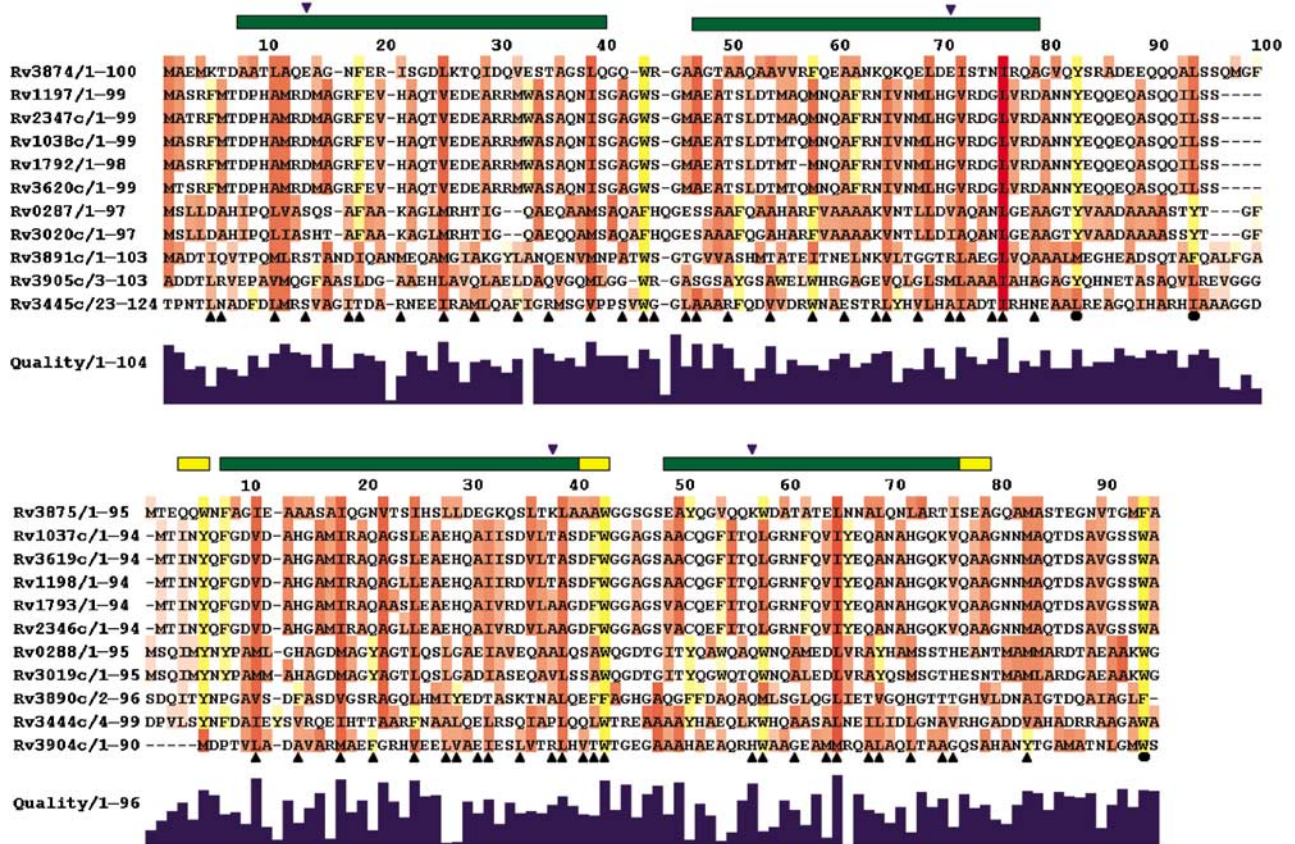 10 20 30 40 50 60 70 80 90 100
Rv3874/1-100 MAEMKTDAATLAQEAG-NFER-ISGDLKTQIDQVESTAGSLQGQ-WR-GAAGTAAQAAVVRFQEAANKQKQELDEISTNIRQAGVQYSRADEEQQQALSSQMGF
Rv1197/1-99 MASRFMTDPHAMRDMAGRFEV-HAQTVEDEARRMWASAQNISGAGWS-GMAEATSLDTMAQMNQAFRNIVNMLHGVRDGLVRDANNYEQQEQASQQILSS----
Rv2347c/1-99 MATRFMTDPHAMRDMAGRFEV-HAQTVEDEARRMWASAQNISGAGWS-GMAEATSLDTMAQMNQAFRNIVNMLHGVRDGLVRDANNYEQQEQASQQILSS----
Rv1038c/1-99 MASRFMTDPHAMRDMAGRFEV-HAQTVEDEARRMWASAQNISGAGWS-GMAEATSLDTMAQMNQAFRNIVNMLHGVRDGLVRDANNYEQQEQASQQILSS----
Rv1792/1-98 MASRFMTDPHAMRDMAGRFEV-HAQTVEDEARRMWASAQNISGAGWS-GMAEATSLDTMT-MNQAFRNIVNMLHGVRDGLVRDANNYEQQEQASQQILSS----
Rv3620c/1-99 MTSRFMTDPHAMRDMAGRFEV-HAQTVEDEARRMWASAQNISGAGWS-GMAEATSLDTMTQMNQAFRNIVNMLHGVRDGLVRDANNYEQQEQASQQILSS----
Rv0287/1-97 MSLLDAHIPQLVASQS-AFAA-KAGLMRHTIG--QAEQAAMSAQAFHQGESSAAFQAAHARFVAAAAKVNTLLDVAQANLGEAAGTYVAADAAAASTYT--GF
Rv3020c/1-97 MSLLDAHIPQLIASHT-AFAA-KAGLMRHTIG--QAEQQAMSAQAFHQGESAAAFQGAHARFVAAAAKVNTLLDIAQANLGEAAGTYVAADAAAASSYT--GF
Rv3891c/1-103 MADTIQVTPQMLRSTANDIQANMEQAMGIAKGYLANQENVMNPATWS-GTGVVASHMTATEITNELNKVLTGGTRLAEGLVQAAALMEGHEADSQTAFQALFGA
Rv3905c/3-103 ADDTLRVEPAVMQGFAASLDG-AAEHLAVQLAELDAQVGQMLGG-WR-GASGSAYGSAWELWHRGAGEVQLGLSMLAAAIAHAGAGYQHNETASAQVLREVGGG
Rv3445c/23-124 TPNTLNADFDLMRSVAGITDA-RNEEIRAMLQAFIGRMSGVPPSVWG-GLAAARFQDVVDRWNAESTRLYHVLHAIADTIRHNEAALREAGQIHARHIAAAGGD
Quality/1-104
10 20 30 40 50 60 70 80 90
Rv3875/1-95 MTEQQWNFAGIE-AAASAIQGNVTSIHSLLDEGKQSLTKLAAAWGGSGSEAYQGVQQKWDATATELNNALQNLARTISEAGQAMASTEGNVTGMFA
Rv1037c/1-94 -MTINYQFGDVD-AHGAMIRAQAGSLEAEHQAIISDVLTASDFWGGAGSAACQGFITQLGRNFQVIYEQANAHGQKVQAAGNNMAQTDSAVGSSWA
Rv3619c/1-94 -MTINYQFGDVD-AHGAMIRAQAGSLEAEHQAIISDVLTASDFWGGAGSAACQGFITQLGRNFQVIYEQANAHGQKVQAAGNNMAQTDSAVGSSWA
Rv1198/1-94 -MTINYQFGDVD-AHGAMIRAQAGLLEAEHQAIIRDVLTASDFWGGAGSAACQGFITQLGRNFQVIYEQANAHGQKVQAAGNNMAQTDSAVGSSWA
Rv1793/1-94 -MTINYQFGDVD-AHGAMIRAQAASLEAEHQAIVRDVLAAGDFWGGAGSVACQEFITQLGRNFQVIYEQANAHGQKVQAAGNNMAQTDSAVGSSWA
Rv2346c/1-94 -MTINYQFGDVD-AHGAMIRAQAGLLEAEHQAIVRDVLAAGDFWGGAGSVACQEFITQLGRNFQVIYEQANAHGQKVQAAGNNMAQTDSAVGSSWA
Rv0288/1-95 MSQIMYNYPAML-GHAGDMAGYAGTLQSLGAEIAVEQAALQSAWQGDTGITYQAWQAQWNQAMEDLVRAYHAMSSTHEANTMAMMARDTAEAAKWG
Rv3019c/1-95 MSQIMYNYPAMM-AHAGDMAGYAGTLQSLGADIASEQAVLSSAWQGDTGITYQGWQTQWNQALEDLVRAYQSMSGTHESNTMAMLARDGAEAAKWG
Rv3890c/2-96 SDQITYNPGAVS-DFASDVGSRAGQLHMIYEDTASKTNALQEFFAGHGAQGFFDAQAQMLSGLQGLIETVGQHGTTTGHVLDNAIGTDQAIAGLF-
Rv3444c/4-99 DPVLSYNFDAIEYSVRQEIHTTAARFNAALQELRSQIAPLQQLWTREAAAAYHAEQLKWHQAASALNEILIDLGNAVRHGADDVAHADRRAAGAWA
Rv3904c/1-90 -----MDPTVLA-DAVARMAEFGRHVEELVAEIESLVTRLHVTWTGEGAAAHAEAQRHWAAGEAMMRQALAQLTAAGQSAHANYTGAMATNLGMWS
Quality/1-96